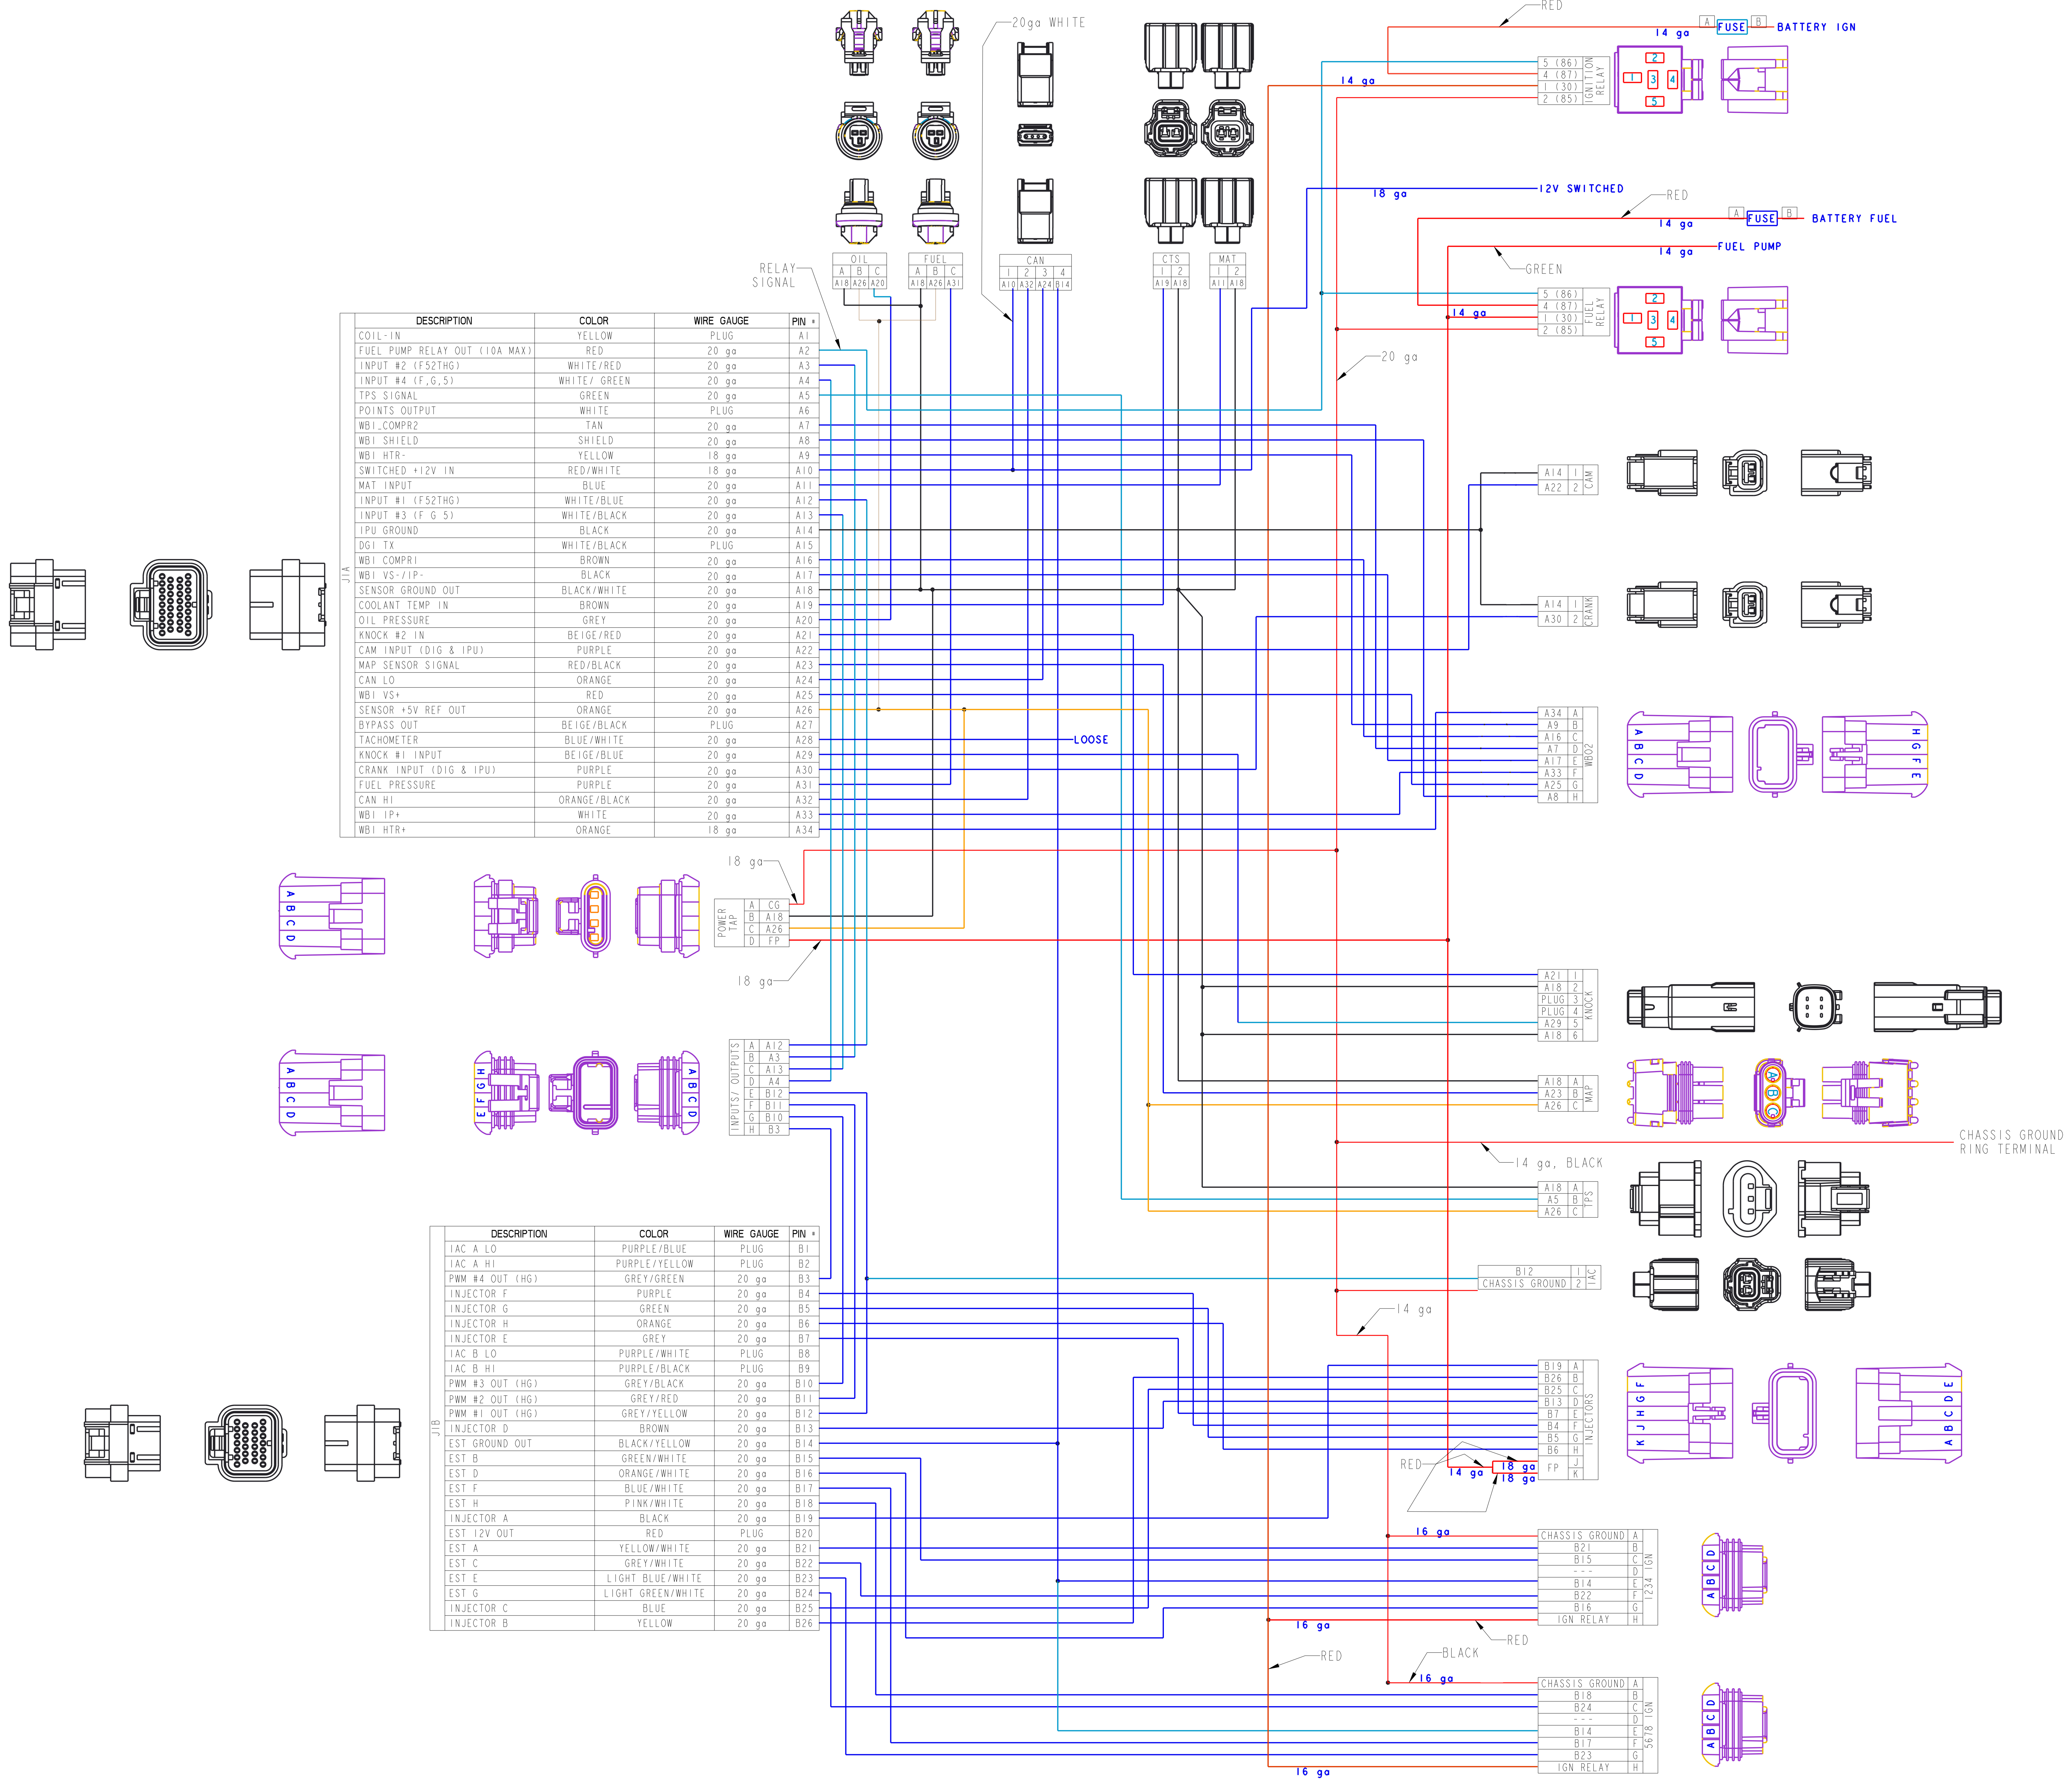 RED
20ga WHITE
A FUSE B BATTERY IGN
14 ga
5 (86)
4 (87)
1 (30)
2 (85)
IGNITION RELAY
2
1 3 4
5
14 ga
12V SWITCHED
18 ga
RED
A FUSE B BATTERY FUEL
14 ga
FUEL PUMP
14 ga
GREEN
OIL
A B C
A18 A26 A20
FUEL
A B C
A18 A26 A31
CAN
1 2 3 4
A10 A32 A24 B14
CTS
1 2
A19 A18
MAT
1 2
A11 A18
RELAY SIGNAL
5 (86)
4 (87)
1 (30)
2 (85)
FUEL RELAY
2
1 3 4
5
14 ga
20 ga
J1A
DESCRIPTION COLOR WIRE GAUGE PIN #
COIL-IN YELLOW PLUG A1
FUEL PUMP RELAY OUT (10A MAX) RED 20 ga A2
INPUT #2 (F52THG) WHITE/RED 20 ga A3
INPUT #4 (F,G,5) WHITE/ GREEN 20 ga A4
TPS SIGNAL GREEN 20 ga A5
POINTS OUTPUT WHITE PLUG A6
WB1_COMPR2 TAN 20 ga A7
WB1 SHIELD SHIELD 20 ga A8
WB1 HTR- YELLOW 18 ga A9
SWITCHED +12V IN RED/WHITE 18 ga A10
MAT INPUT BLUE 20 ga A11
INPUT #1 (F52THG) WHITE/BLUE 20 ga A12
INPUT #3 (F G 5) WHITE/BLACK 20 ga A13
IPU GROUND BLACK 20 ga A14
DG1 TX WHITE/BLACK PLUG A15
WB1 COMPR1 BROWN 20 ga A16
WB1 VS-/IP- BLACK 20 ga A17
SENSOR GROUND OUT BLACK/WHITE 20 ga A18
COOLANT TEMP IN BROWN 20 ga A19
OIL PRESSURE GREY 20 ga A20
KNOCK #2 IN BEIGE/RED 20 ga A21
CAM INPUT (DIG & IPU) PURPLE 20 ga A22
MAP SENSOR SIGNAL RED/BLACK 20 ga A23
CAN LO ORANGE 20 ga A24
WB1 VS+ RED 20 ga A25
SENSOR +5V REF OUT ORANGE 20 ga A26
BYPASS OUT BEIGE/BLACK PLUG A27
TACHOMETER BLUE/WHITE 20 ga A28
KNOCK #1 INPUT BEIGE/BLUE 20 ga A29
CRANK INPUT (DIG & IPU) PURPLE 20 ga A30
FUEL PRESSURE PURPLE 20 ga A31
CAN HI ORANGE/BLACK 20 ga A32
WB1 IP+ WHITE 20 ga A33
WB1 HTR+ ORANGE 18 ga A34
LOOSE
A14 1
A22 2
CAM
A14 1
A30 2
CRANK
A34 A
A9 B
A16 C
A7 D
A17 E
A33 F
A25 G
A8 H
WBO2
A B C D
H G F E
A B C D
18 ga
POWER TAP
A CG
B A18
C A26
D FP
18 ga
A21 1
A18 2
PLUG 3
PLUG 4
A29 5
A18 6
KNOCK
A B C D
H G F E
A B C D
INPUTS/ OUTPUTS
A A12
B A3
C A13
D A4
E B12
F B11
G B10
H B3
A18 A
A23 B
A26 C
MAP
A B C
CHASSIS GROUND
RING TERMINAL
14 ga, BLACK
A18 A
A5 B
A26 C
TPS
B12 1
CHASSIS GROUND 2
IAC
14 ga
J1B
DESCRIPTION COLOR WIRE GAUGE PIN #
IAC A LO PURPLE/BLUE PLUG B1
IAC A HI PURPLE/YELLOW PLUG B2
PWM #4 OUT (HG) GREY/GREEN 20 ga B3
INJECTOR F PURPLE 20 ga B4
INJECTOR G GREEN 20 ga B5
INJECTOR H ORANGE 20 ga B6
INJECTOR E GREY 20 ga B7
IAC B LO PURPLE/WHITE PLUG B8
IAC B HI PURPLE/BLACK PLUG B9
PWM #3 OUT (HG) GREY/BLACK 20 ga B10
PWM #2 OUT (HG) GREY/RED 20 ga B11
PWM #1 OUT (HG) GREY/YELLOW 20 ga B12
INJECTOR D BROWN 20 ga B13
EST GROUND OUT BLACK/YELLOW 20 ga B14
EST B GREEN/WHITE 20 ga B15
EST D ORANGE/WHITE 20 ga B16
EST F BLUE/WHITE 20 ga B17
EST H PINK/WHITE 20 ga B18
INJECTOR A BLACK 20 ga B19
EST 12V OUT RED PLUG B20
EST A YELLOW/WHITE 20 ga B21
EST C GREY/WHITE 20 ga B22
EST E LIGHT BLUE/WHITE 20 ga B23
EST G LIGHT GREEN/WHITE 20 ga B24
INJECTOR C BLUE 20 ga B25
INJECTOR B YELLOW 20 ga B26
B19 A
B26 B
B25 C
B13 D
B7 E
B4 F
B5 G
B6 H
FP J
K
INJECTORS
RED
14 ga
18 ga
18 ga
F G H J K
E D C B A
16 ga
CHASSIS GROUND A
B21 B
B15 C
--- D
B14 E
B22 F
B16 G
IGN RELAY H
1234 IGN
A B C D
16 ga
RED
RED
BLACK
16 ga
CHASSIS GROUND A
B18 B
B24 C
--- D
B14 E
B17 F
B23 G
IGN RELAY H
5678 IGN
A B C D
16 ga